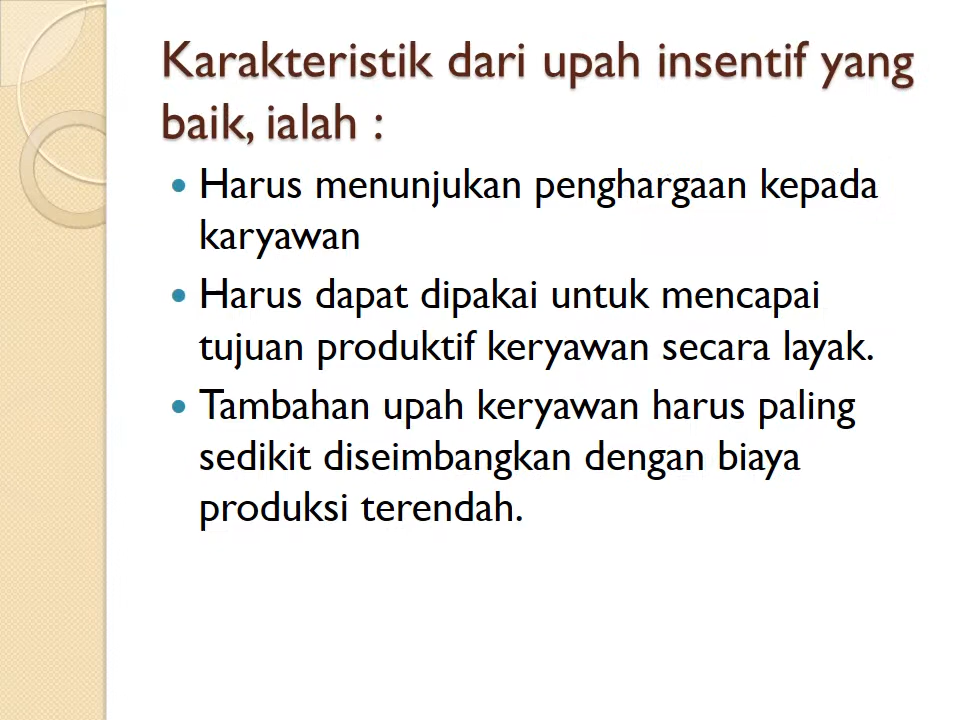 Karakteristik dari upah insentif yang
baik, ialah :
• Harus menunjukan penghargaan kepada
karyawan
• Harus dapat dipakai untuk mencapai
tujuan produktif keryawan secara layak.
• Tambahan upah keryawan harus paling
sedikit diseimbangkan dengan biaya
produksi terendah.